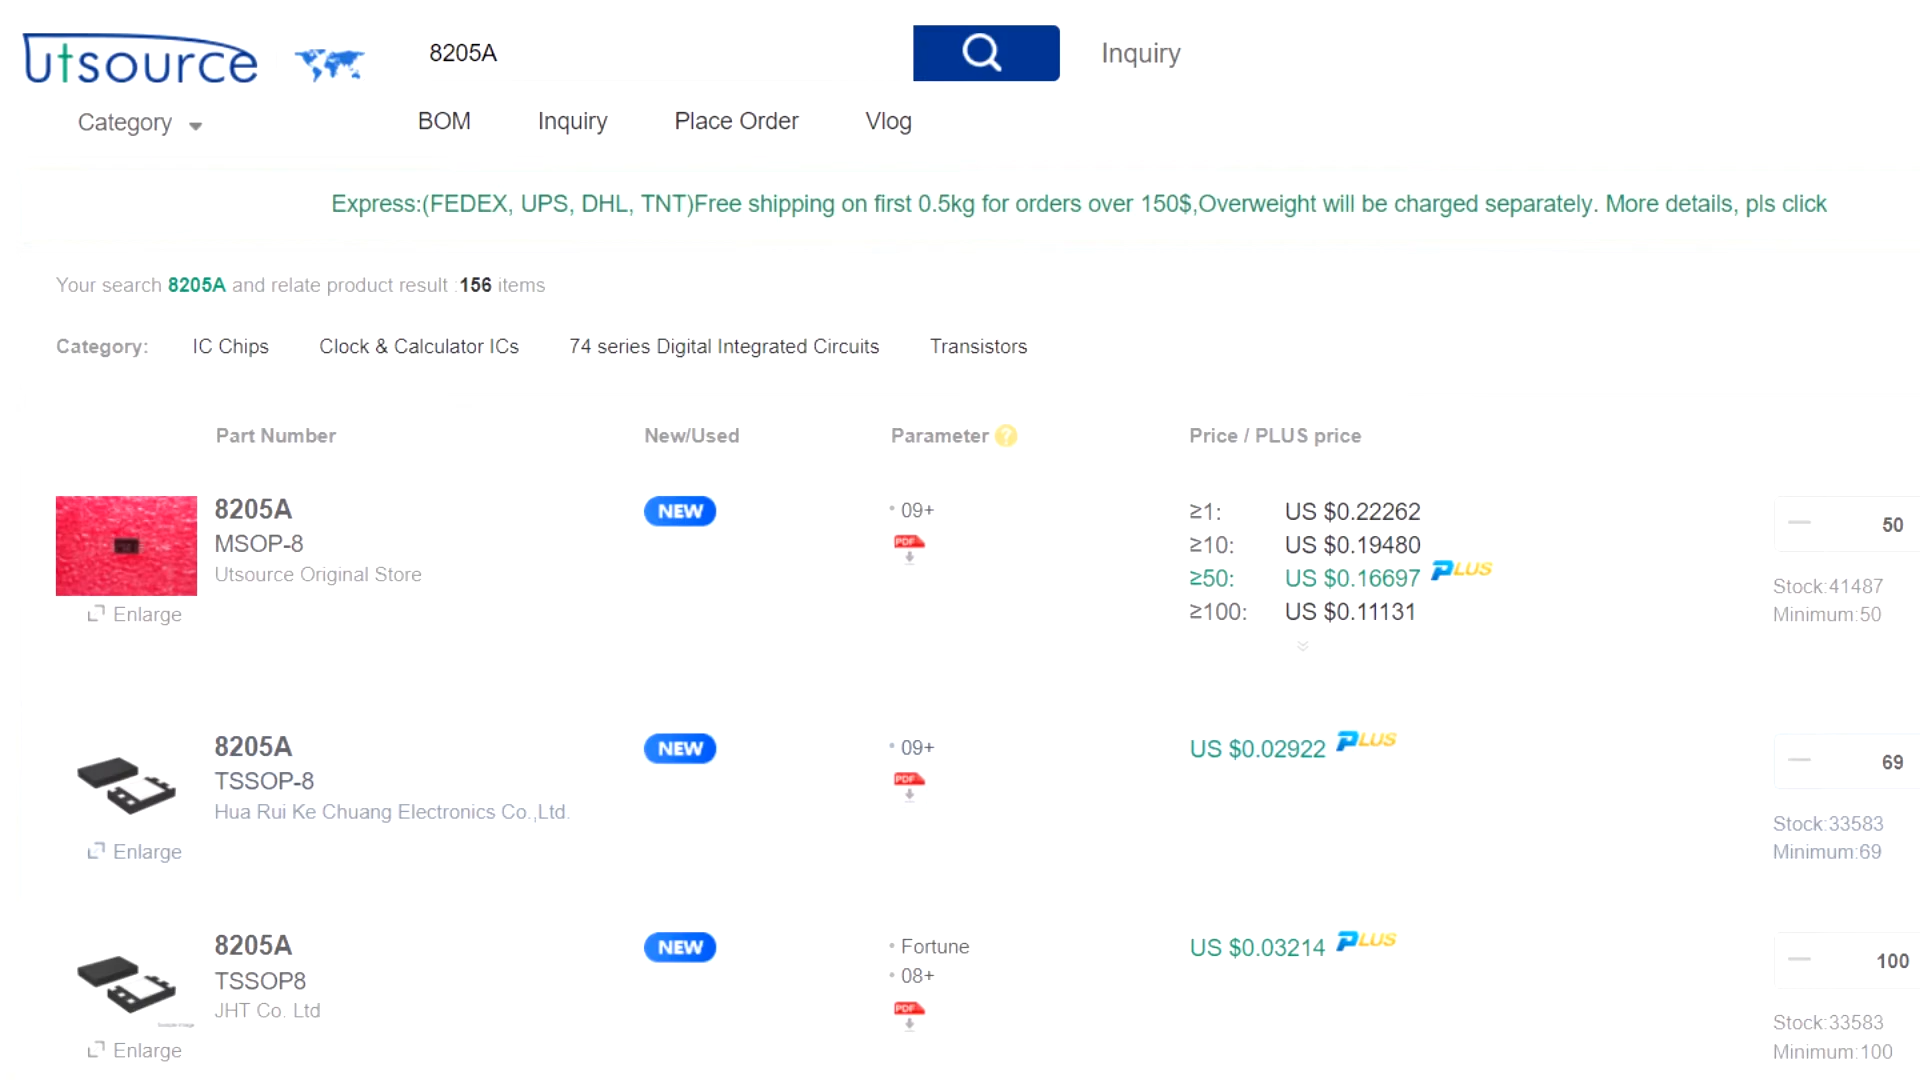 utsource
8205A
Inquiry
Category
BOM
Inquiry
Place Order
Vlog
Express:(FEDEX, UPS, DHL, TNT)Free shipping on first 0.5kg for orders over 150$,Overweight will be charged separately. More details, pls click
Your search 8205A and relate product result :156 items
Category:
IC Chips
Clock & Calculator ICs
74 series Digital Integrated Circuits
Transistors
Part Number
New/Used
Parameter ?
Price / PLUS price
8205A
MSOP-8
Utsource Original Store
Enlarge
NEW
• 09+
PDF
≥1: US $0.22262
≥10: US $0.19480
≥50: US $0.16697 PLUS
≥100: US $0.11131
50
Stock:41487
Minimum:50
8205A
TSSOP-8
Hua Rui Ke Chuang Electronics Co.,Ltd.
Enlarge
NEW
• 09+
PDF
US $0.02922 PLUS
69
Stock:33583
Minimum:69
8205A
TSSOP8
JHT Co. Ltd
Enlarge
NEW
• Fortune
• 08+
PDF
US $0.03214 PLUS
100
Stock:33583
Minimum:100